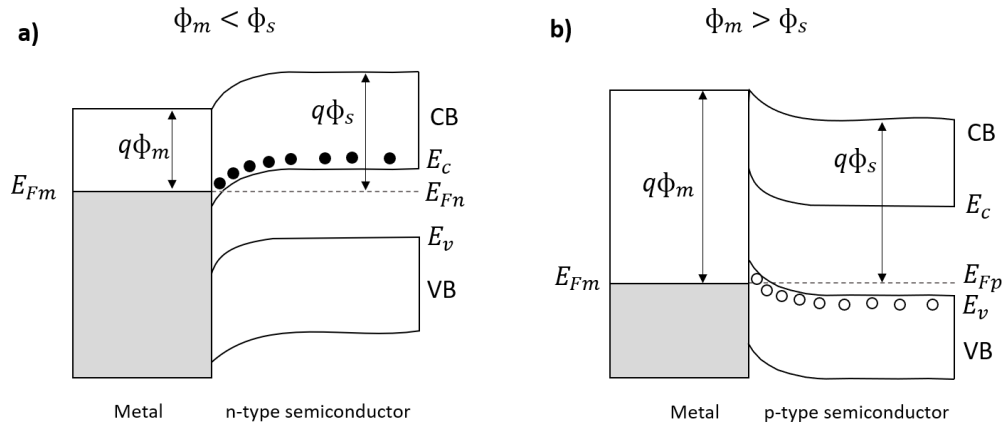 a)
ϕm < ϕs
qϕm
qϕs
CB
Ec
EFm
EFn
Ev
VB
Metal
n-type semiconductor
b)
ϕm > ϕs
qϕm
qϕs
CB
Ec
EFm
EFp
Ev
VB
Metal
p-type semiconductor